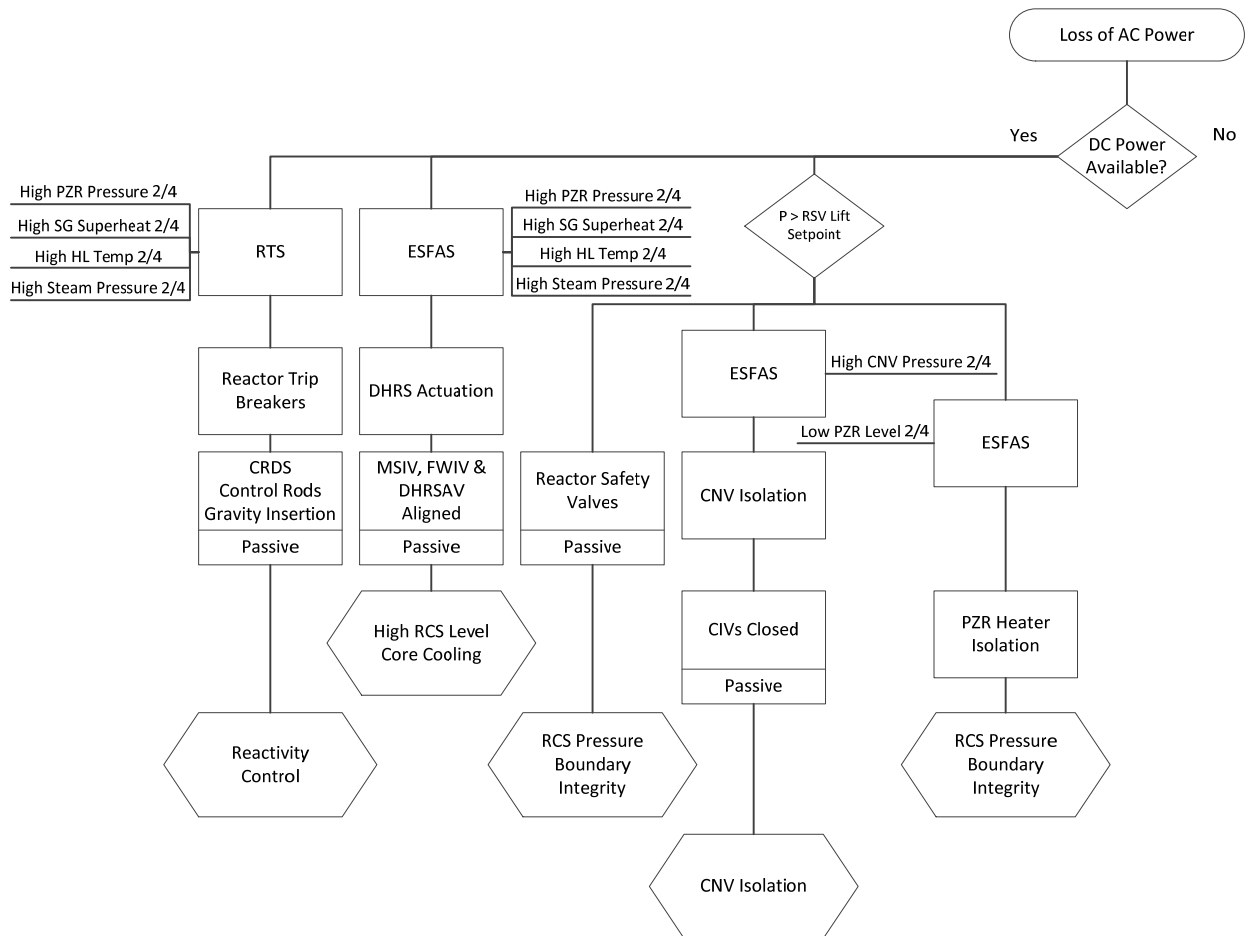 Loss of AC Power
Yes
No
DC Power
Available?
High PZR Pressure 2/4
High SG Superheat 2/4
High HL Temp 2/4
High Steam Pressure 2/4
RTS
ESFAS
High PZR Pressure 2/4
High SG Superheat 2/4
High HL Temp 2/4
High Steam Pressure 2/4
P > RSV Lift
Setpoint
Reactor Trip
Breakers
DHRS Actuation
ESFAS
High CNV Pressure 2/4
Low PZR Level 2/4
ESFAS
CRDS
Control Rods
Gravity Insertion
Passive
MSIV, FWIV &
DHRSAV
Aligned
Passive
Reactor Safety
Valves
Passive
CNV Isolation
High RCS Level
Core Cooling
CIVs Closed
Passive
PZR Heater
Isolation
Reactivity
Control
RCS Pressure
Boundary
Integrity
RCS Pressure
Boundary
Integrity
CNV Isolation